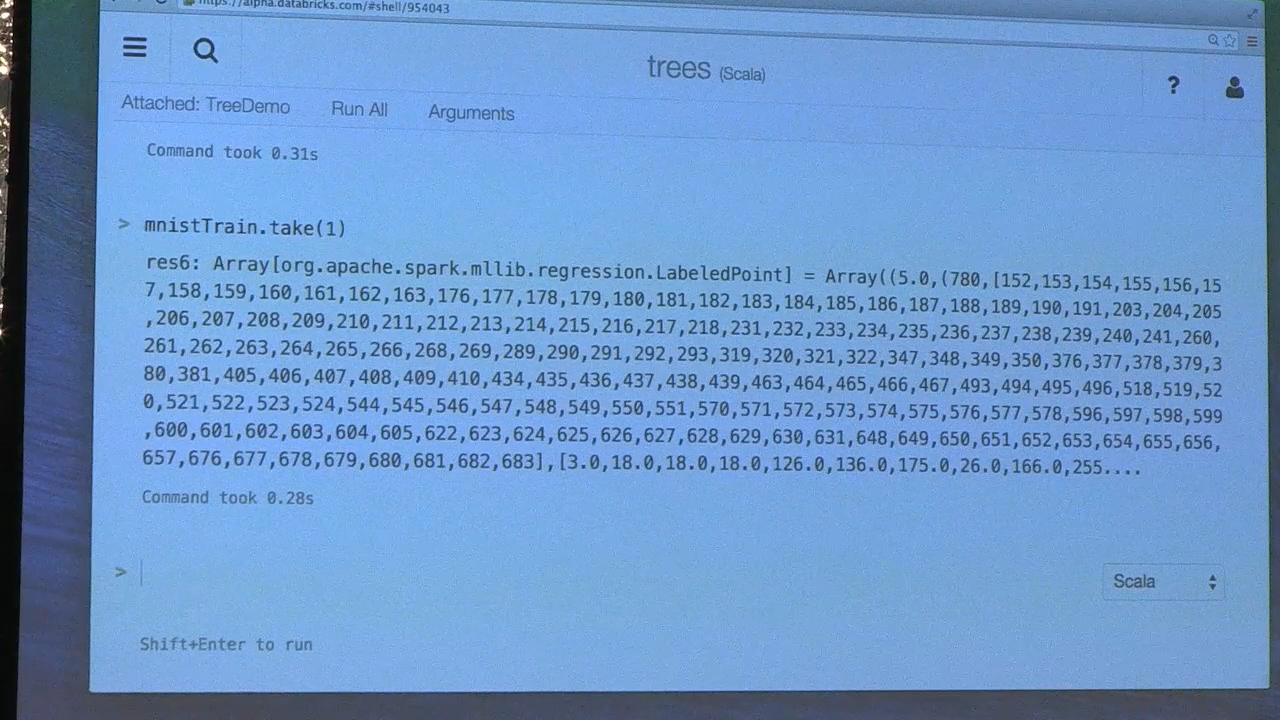 https://alpha.databricks.com/#shell/954043
trees (Scala)
?
Attached: TreeDemo Run All Arguments
Command took 0.31s
> mnistTrain.take(1)
res6: Array[org.apache.spark.mllib.regression.LabeledPoint] = Array((5.0,(780,[152,153,154,155,156,15
7,158,159,160,161,162,163,176,177,178,179,180,181,182,183,184,185,186,187,188,189,190,191,203,204,205
,206,207,208,209,210,211,212,213,214,215,216,217,218,231,232,233,234,235,236,237,238,239,240,241,260,
261,262,263,264,265,266,268,269,289,290,291,292,293,319,320,321,322,347,348,349,350,376,377,378,379,3
80,381,405,406,407,408,409,410,434,435,436,437,438,439,463,464,465,466,467,493,494,495,496,518,519,52
0,521,522,523,524,544,545,546,547,548,549,550,551,570,571,572,573,574,575,576,577,578,596,597,598,599
,600,601,602,603,604,605,622,623,624,625,626,627,628,629,630,631,648,649,650,651,652,653,654,655,656,
657,676,677,678,679,680,681,682,683],[3.0,18.0,18.0,18.0,126.0,136.0,175.0,26.0,166.0,255....
Command took 0.28s
>
Scala
Shift+Enter to run